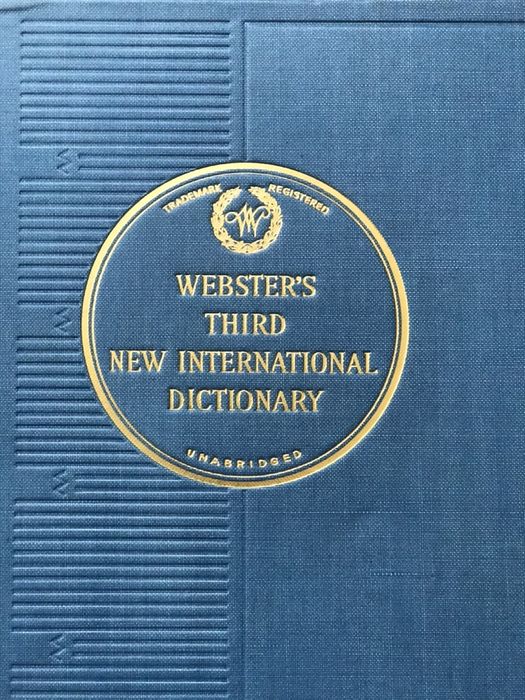 TRADEMARK REGISTERED
W
WEBSTER'S
THIRD
NEW INTERNATIONAL
DICTIONARY
UNABRIDGED